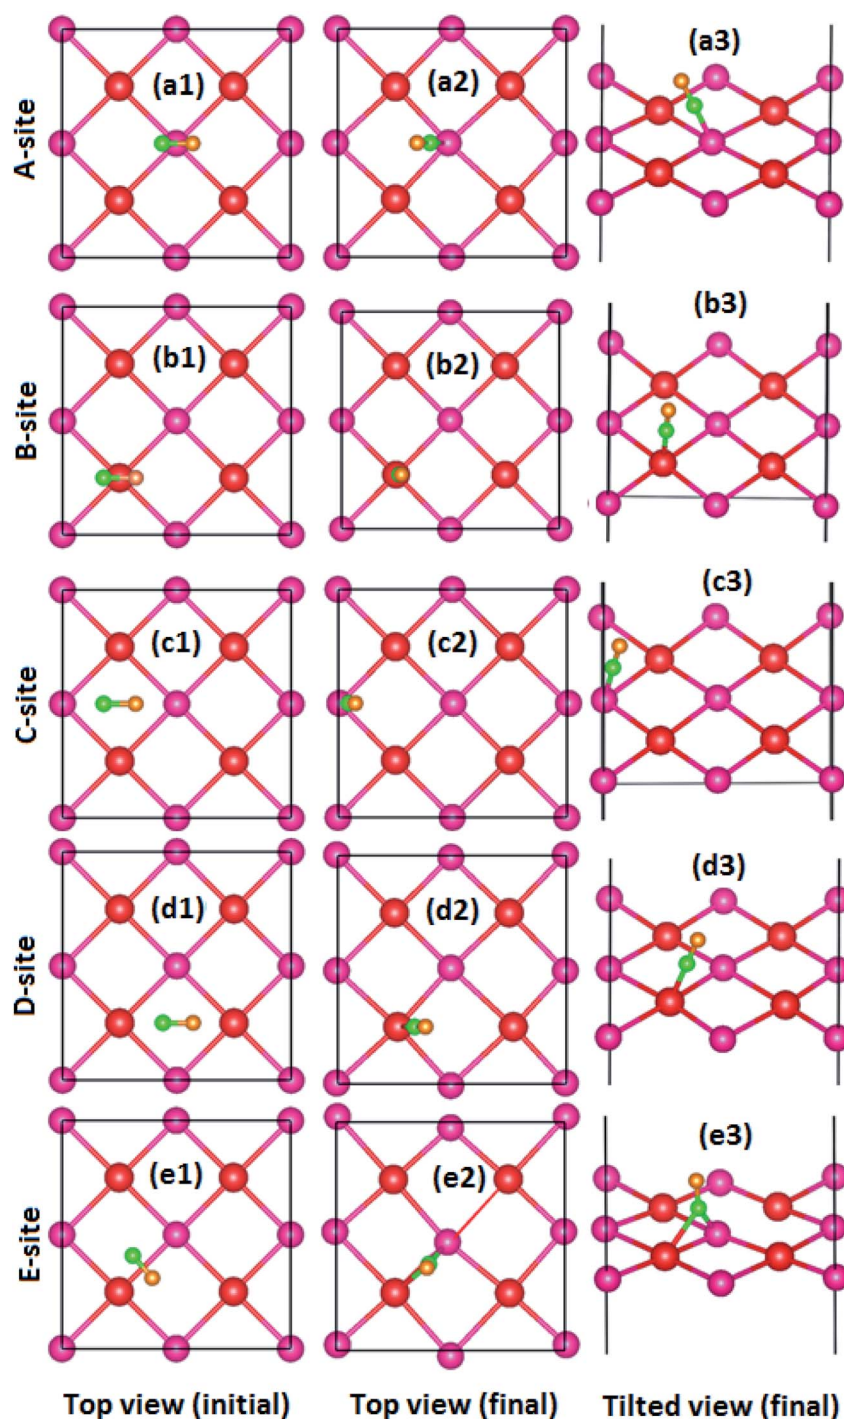 A-site
(a1)
(a2)
(a3)
B-site
(b1)
(b2)
(b3)
C-site
(c1)
(c2)
(c3)
D-site
(d1)
(d2)
(d3)
E-site
(e1)
(e2)
(e3)
Top view (initial)
Top view (final)
Tilted view (final)